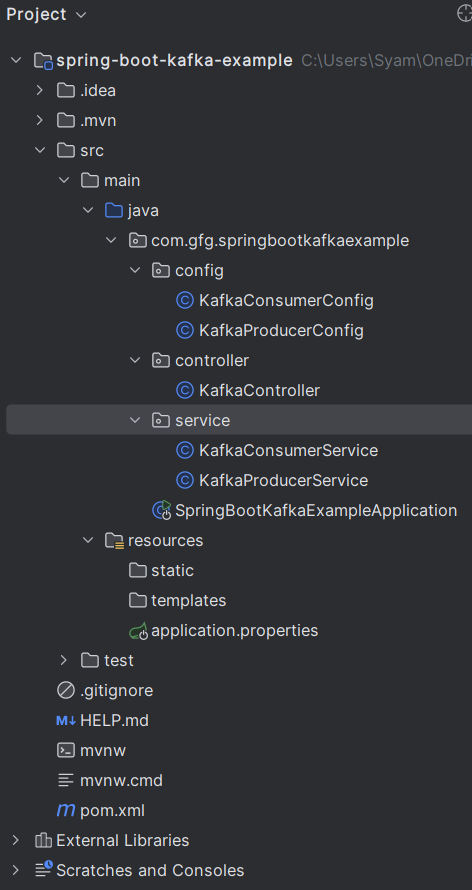 Project
spring-boot-kafka-example C:\Users\Syam\OneDri
.idea
.mvn
src
main
java
com.gfg.springbootkafkaexample
config
C KafkaConsumerConfig
C KafkaProducerConfig
controller
C KafkaController
service
C KafkaConsumerService
C KafkaProducerService
SpringBootKafkaExampleApplication
resources
static
templates
application.properties
test
.gitignore
M↓ HELP.md
mvnw
mvnw.cmd
m pom.xml
External Libraries
Scratches and Consoles